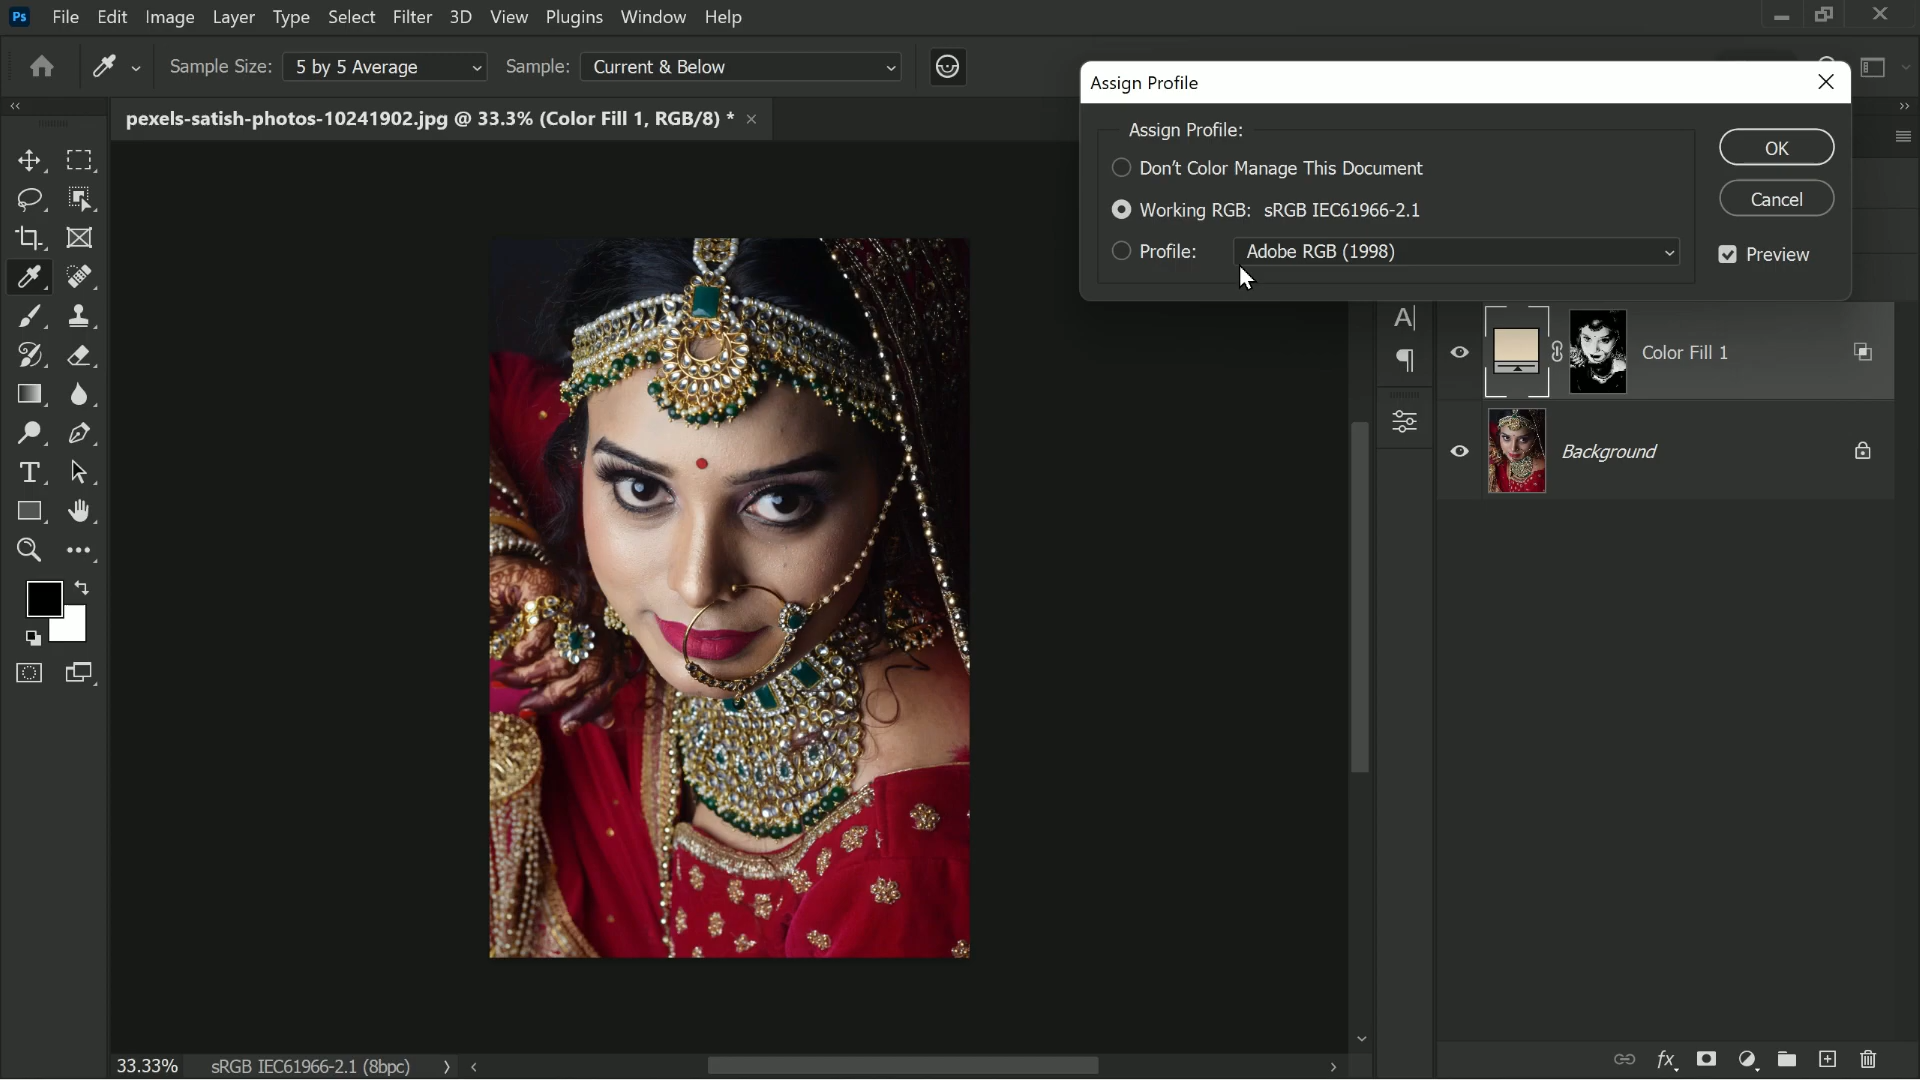 Ps File Edit Image Layer Type Select Filter 3D View Plugins Window Help
Sample Size: 5 by 5 Average Sample: Current & Below
pexels-satish-photos-10241902.jpg @ 33.3% (Color Fill 1, RGB/8) *
Assign Profile
Assign Profile:
Don't Color Manage This Document
Working RGB: sRGB IEC61966-2.1
Profile: Adobe RGB (1998)
OK
Cancel
Preview
Color Fill 1
Background
33.33% sRGB IEC61966-2.1 (8bpc)